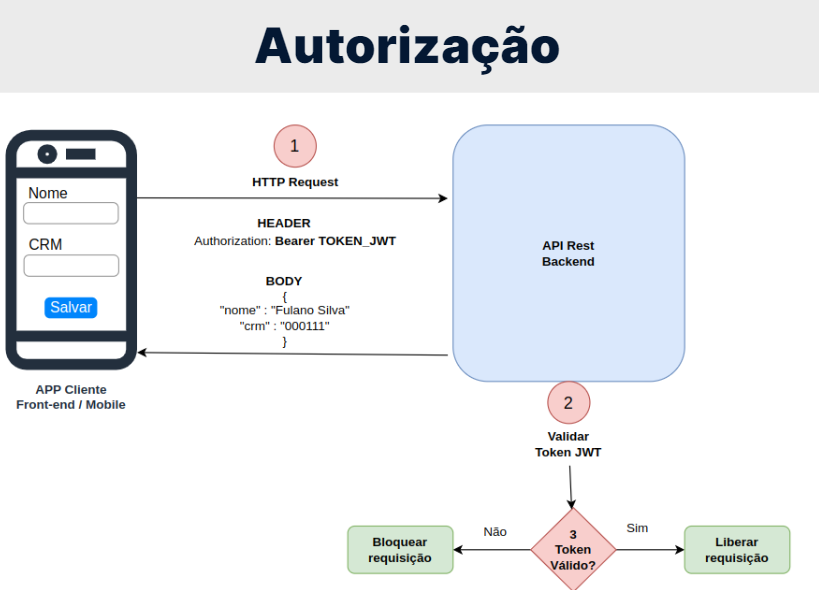 Autorização
1
HTTP Request
Nome
CRM
Salvar
HEADER
Authorization: Bearer TOKEN_JWT
BODY
{
"nome" : "Fulano Silva"
"crm" : "000111"
}
API Rest
Backend
APP Cliente
Front-end / Mobile
2
Validar
Token JWT
3
Token
Válido?
Não
Sim
Bloquear
requisição
Liberar
requisição